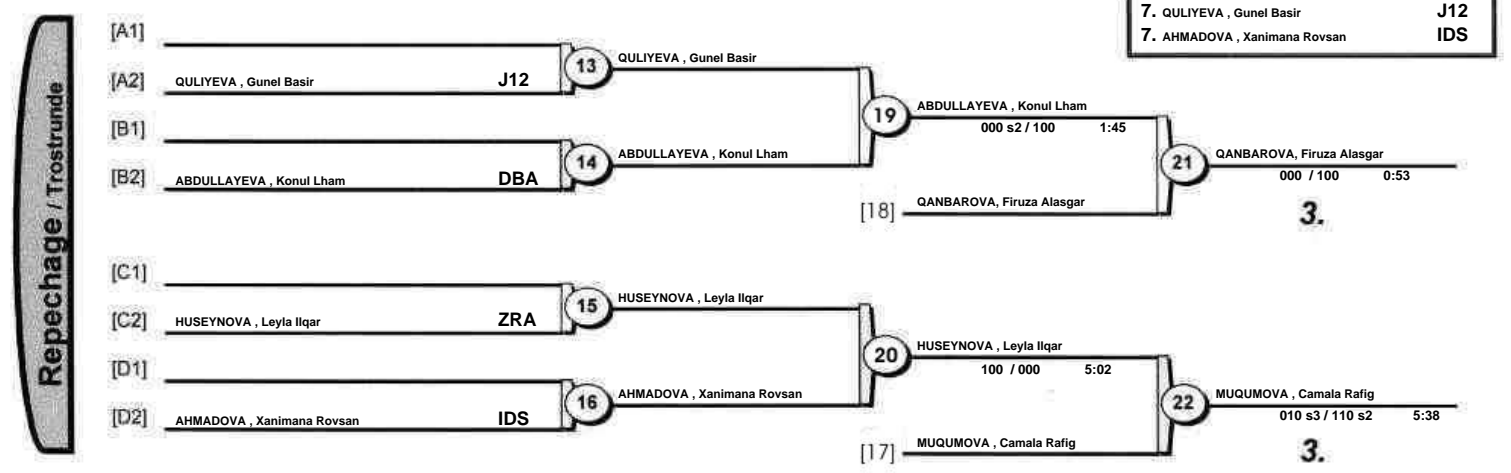 7. QULIYEVA , Gunel Basir J12
7. AHMADOVA , Xanimana Rovsan IDS
Repechage / Trostrunde
[A1]
[A2] QULIYEVA , Gunel Basir J12
13 QULIYEVA , Gunel Basir
[B1]
[B2] ABDULLAYEVA , Konul Lham DBA
14 ABDULLAYEVA , Konul Lham
19 ABDULLAYEVA , Konul Lham
000 s2 / 100 1:45
[18] QANBAROVA, Firuza Alasgar
21 QANBAROVA, Firuza Alasgar
000 / 100 0:53
3.
[C1]
[C2] HUSEYNOVA , Leyla Ilqar ZRA
15 HUSEYNOVA , Leyla Ilqar
[D1]
[D2] AHMADOVA , Xanimana Rovsan IDS
16 AHMADOVA , Xanimana Rovsan
20 HUSEYNOVA , Leyla Ilqar
100 / 000 5:02
[17] MUQUMOVA , Camala Rafig
22 MUQUMOVA , Camala Rafig
010 s3 / 110 s2 5:38
3.